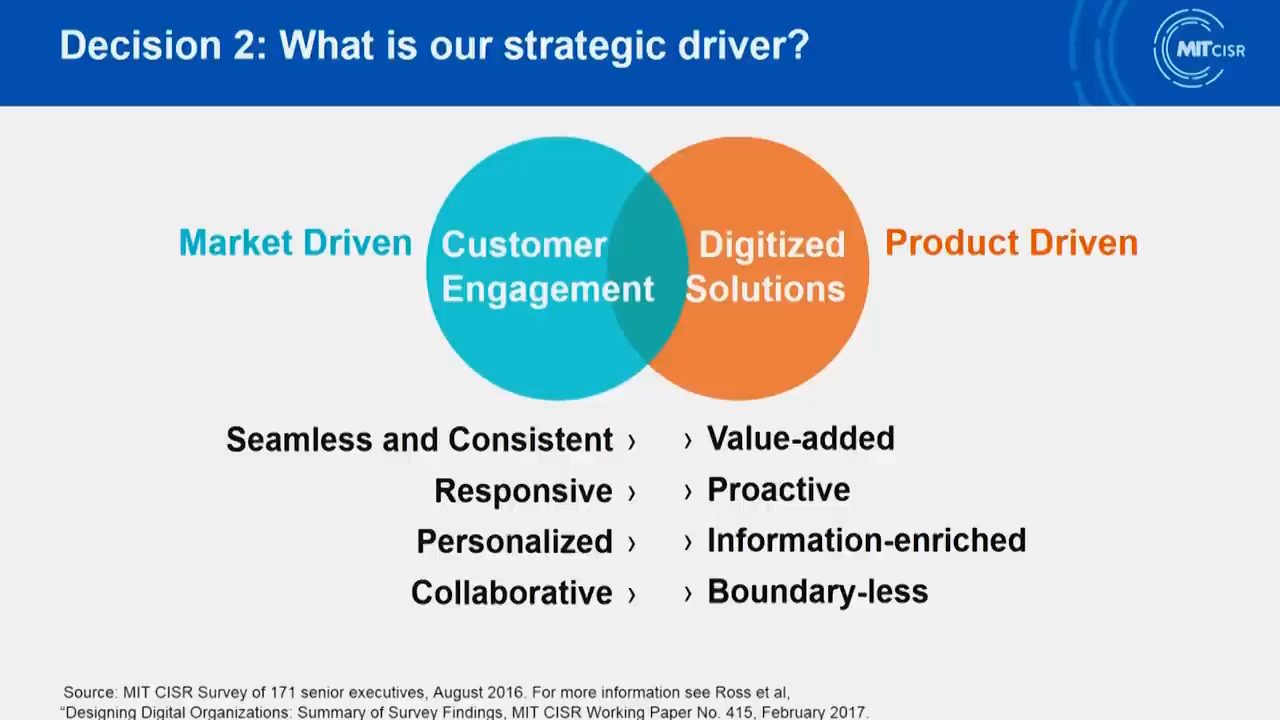 Decision 2: What is our strategic driver?
MIT CISR
Market Driven
Customer
Engagement
Digitized
Solutions
Product Driven
Seamless and Consistent ›
Responsive ›
Personalized ›
Collaborative ›
› Value-added
› Proactive
› Information-enriched
› Boundary-less
Source: MIT CISR Survey of 171 senior executives, August 2016. For more information see Ross et al,
“Designing Digital Organizations: Summary of Survey Findings, MIT CISR Working Paper No. 415, February 2017.